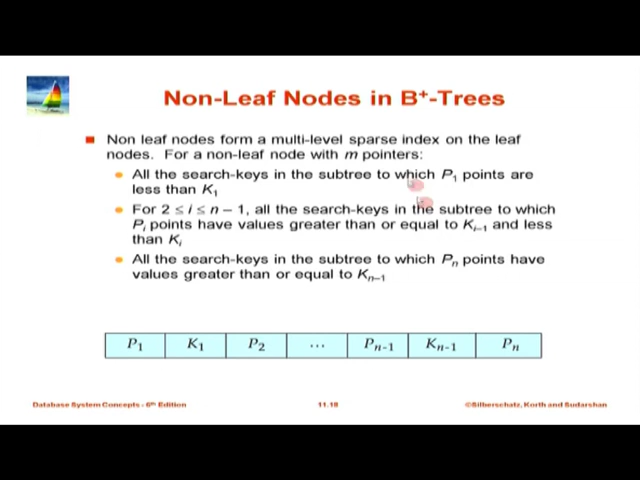 Non-Leaf Nodes in B⁺-Trees
Non leaf nodes form a multi-level sparse index on the leaf
nodes.  For a non-leaf node with m pointers:
All the search-keys in the subtree to which P₁ points are
less than K₁
For 2 ≤ i ≤ n – 1, all the search-keys in the subtree to which
Pᵢ points have values greater than or equal to Kᵢ₋₁ and less
than Kᵢ
All the search-keys in the subtree to which Pₙ points have
values greater than or equal to Kₙ₋₁
P₁ K₁ P₂ … Pₙ₋₁ Kₙ₋₁ Pₙ
Database System Concepts - 6ᵗʰ Edition 11.18 ©Silberschatz, Korth and Sudarshan